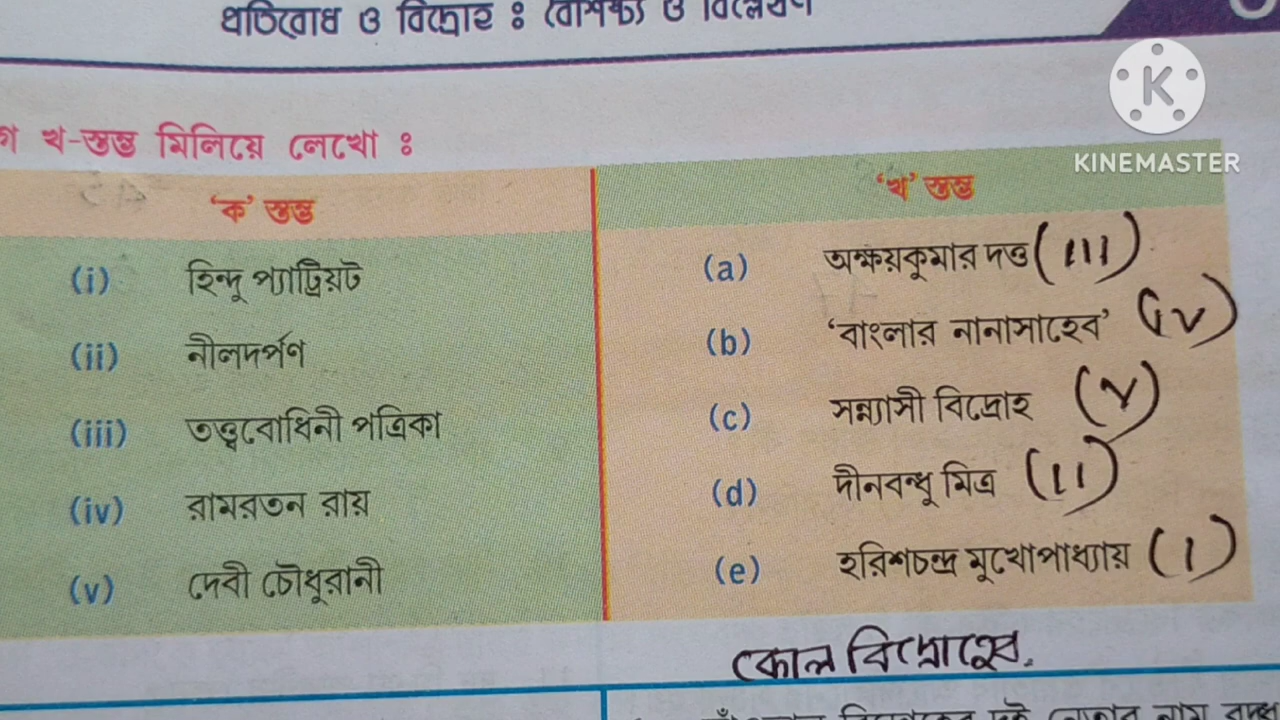 প্রতিরোধ ও বিদ্রোহ : বৈশিষ্ট্য ও বিশ্লেষণ
K
KINEMASTER
খ-স্তম্ভ মিলিয়ে লেখো :
'ক' স্তম্ভ 'খ' স্তম্ভ
(i) হিন্দু প্যাট্রিয়ট (a) অক্ষয়কুমার দত্ত (III)
(ii) নীলদর্পণ (b) 'বাংলার নানাসাহেব' (iv)
(iii) তত্ত্ববোধিনী পত্রিকা (c) সন্ন্যাসী বিদ্রোহ (v)
(iv) রামরতন রায় (d) দীনবন্ধু মিত্র (II)
(v) দেবী চৌধুরানী (e) হরিশচন্দ্র মুখোপাধ্যায় (I)
কোল বিদ্রোহের.
বিদ্রোহের দুই নেতার নাম